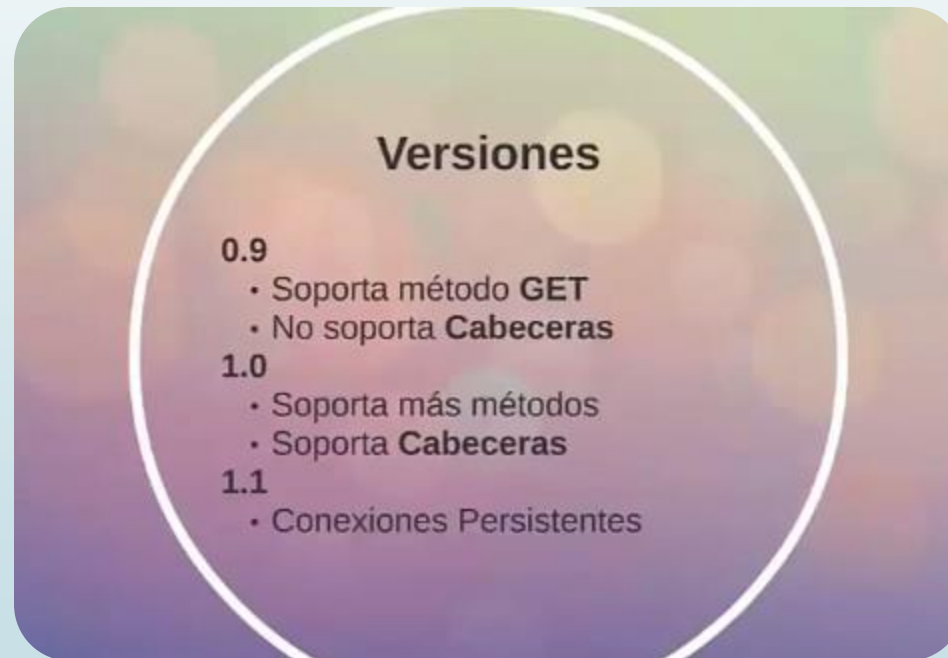 Versiones
0.9
• Soporta método GET
• No soporta Cabeceras
1.0
• Soporta más métodos
• Soporta Cabeceras
1.1
• Conexiones Persistentes